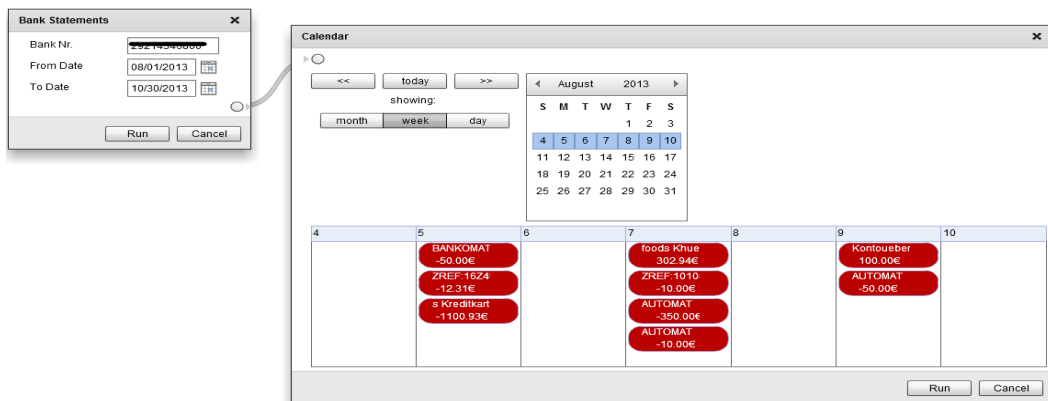 Bank Statements
Bank Nr.
From Date 08/01/2013
To Date 10/30/2013
Run Cancel
Calendar
<< today >>
showing:
month week day
August 2013
S M T W T F S
1 2 3
4 5 6 7 8 9 10
11 12 13 14 15 16 17
18 19 20 21 22 23 24
25 26 27 28 29 30 31
4 5 6 7 8 9 10
BANKOMAT
-50.00€
ZREF:16Z4
-12.31€
s Kreditkart
-1100.93€
foods Khue
302.94€
ZREF:1010
-10.00€
AUTOMAT
-350.00€
AUTOMAT
-10.00€
Kontoueber
100.00€
AUTOMAT
-50.00€
Run Cancel